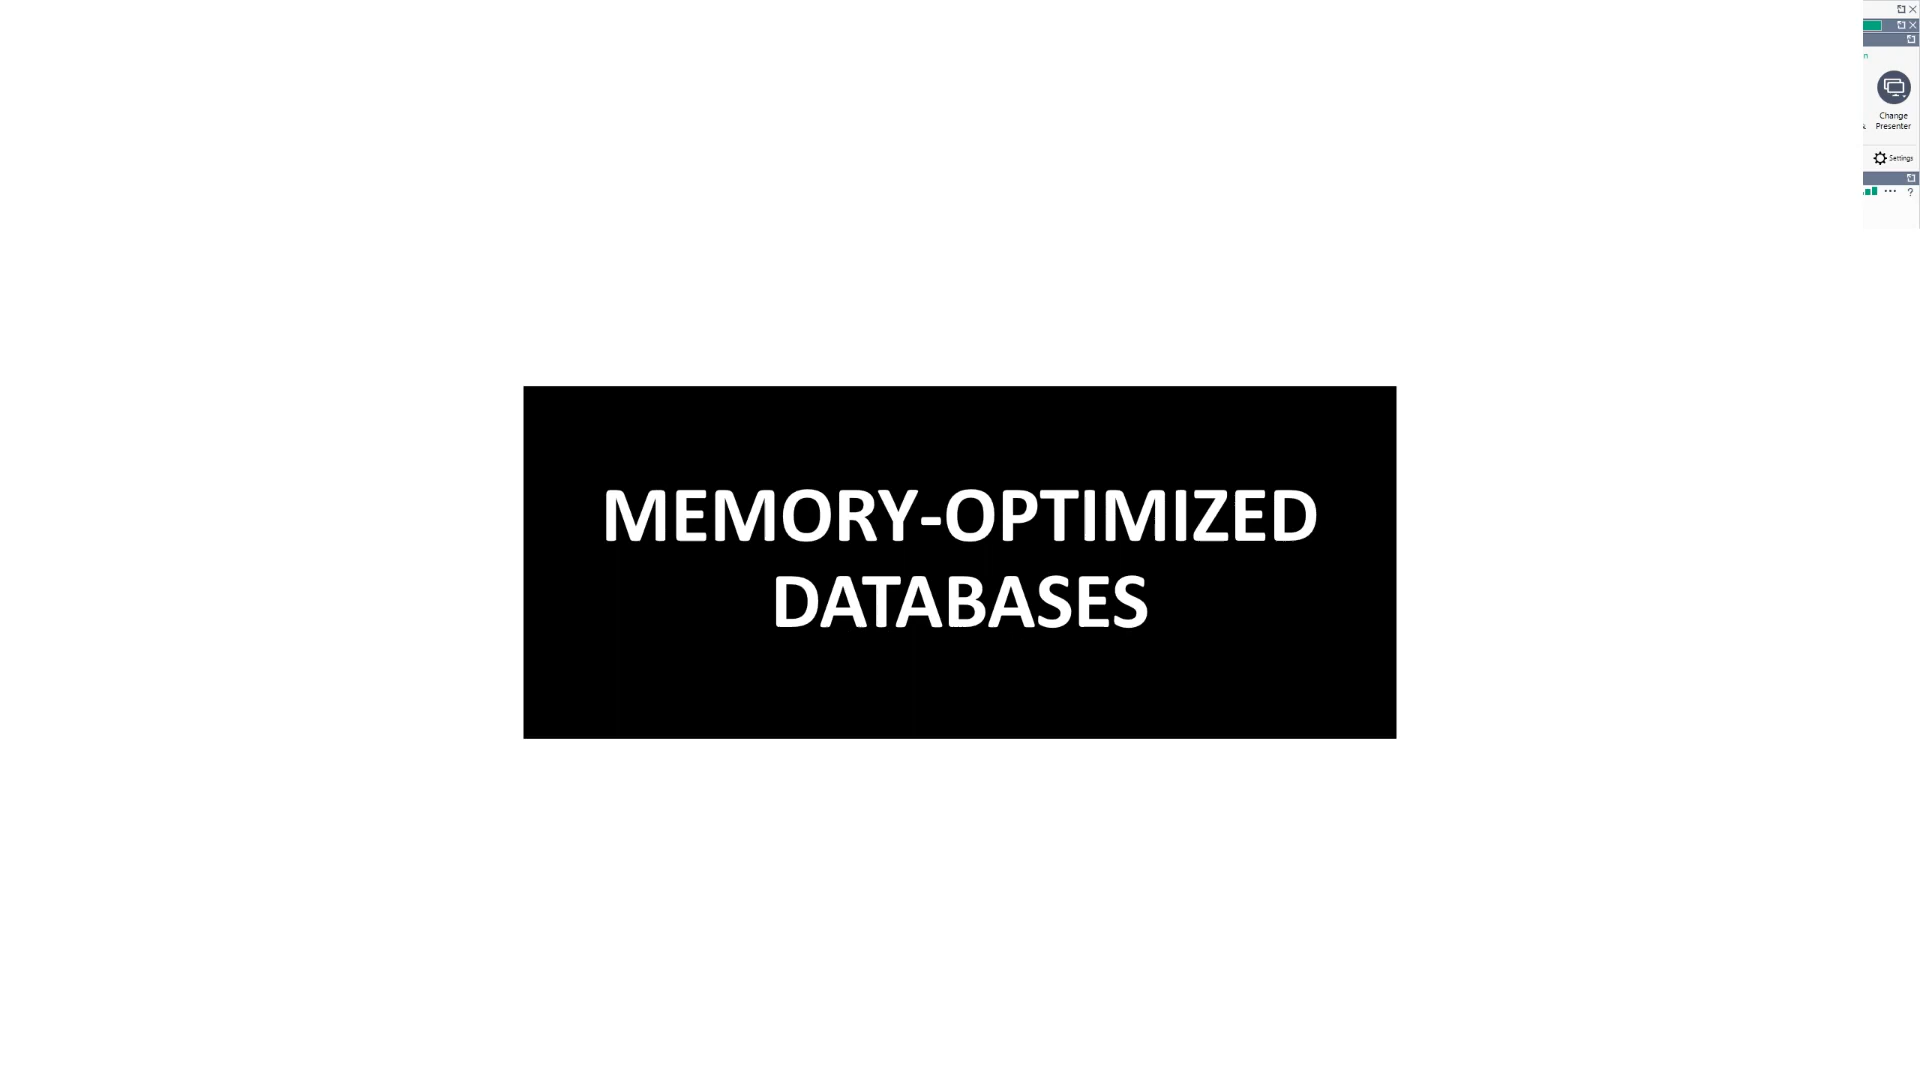 Change
Presenter
Settings
?
MEMORY-OPTIMIZED
DATABASES